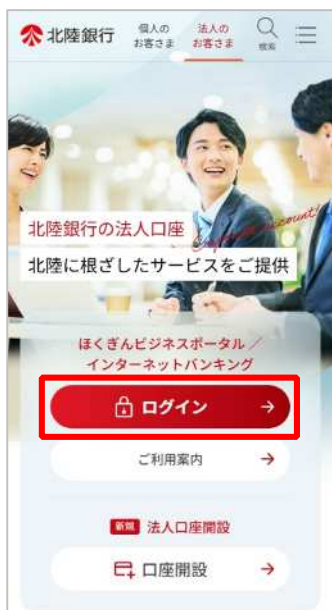 北陸銀行
個人の
お客さま
法人の
お客さま
検索
北陸銀行の法人口座
Corporate account!
北陸に根ざしたサービスをご提供
ほくぎんビジネスポータル／
インターネットバンキング
ログイン
ご利用案内
新規 法人口座開設
口座開設